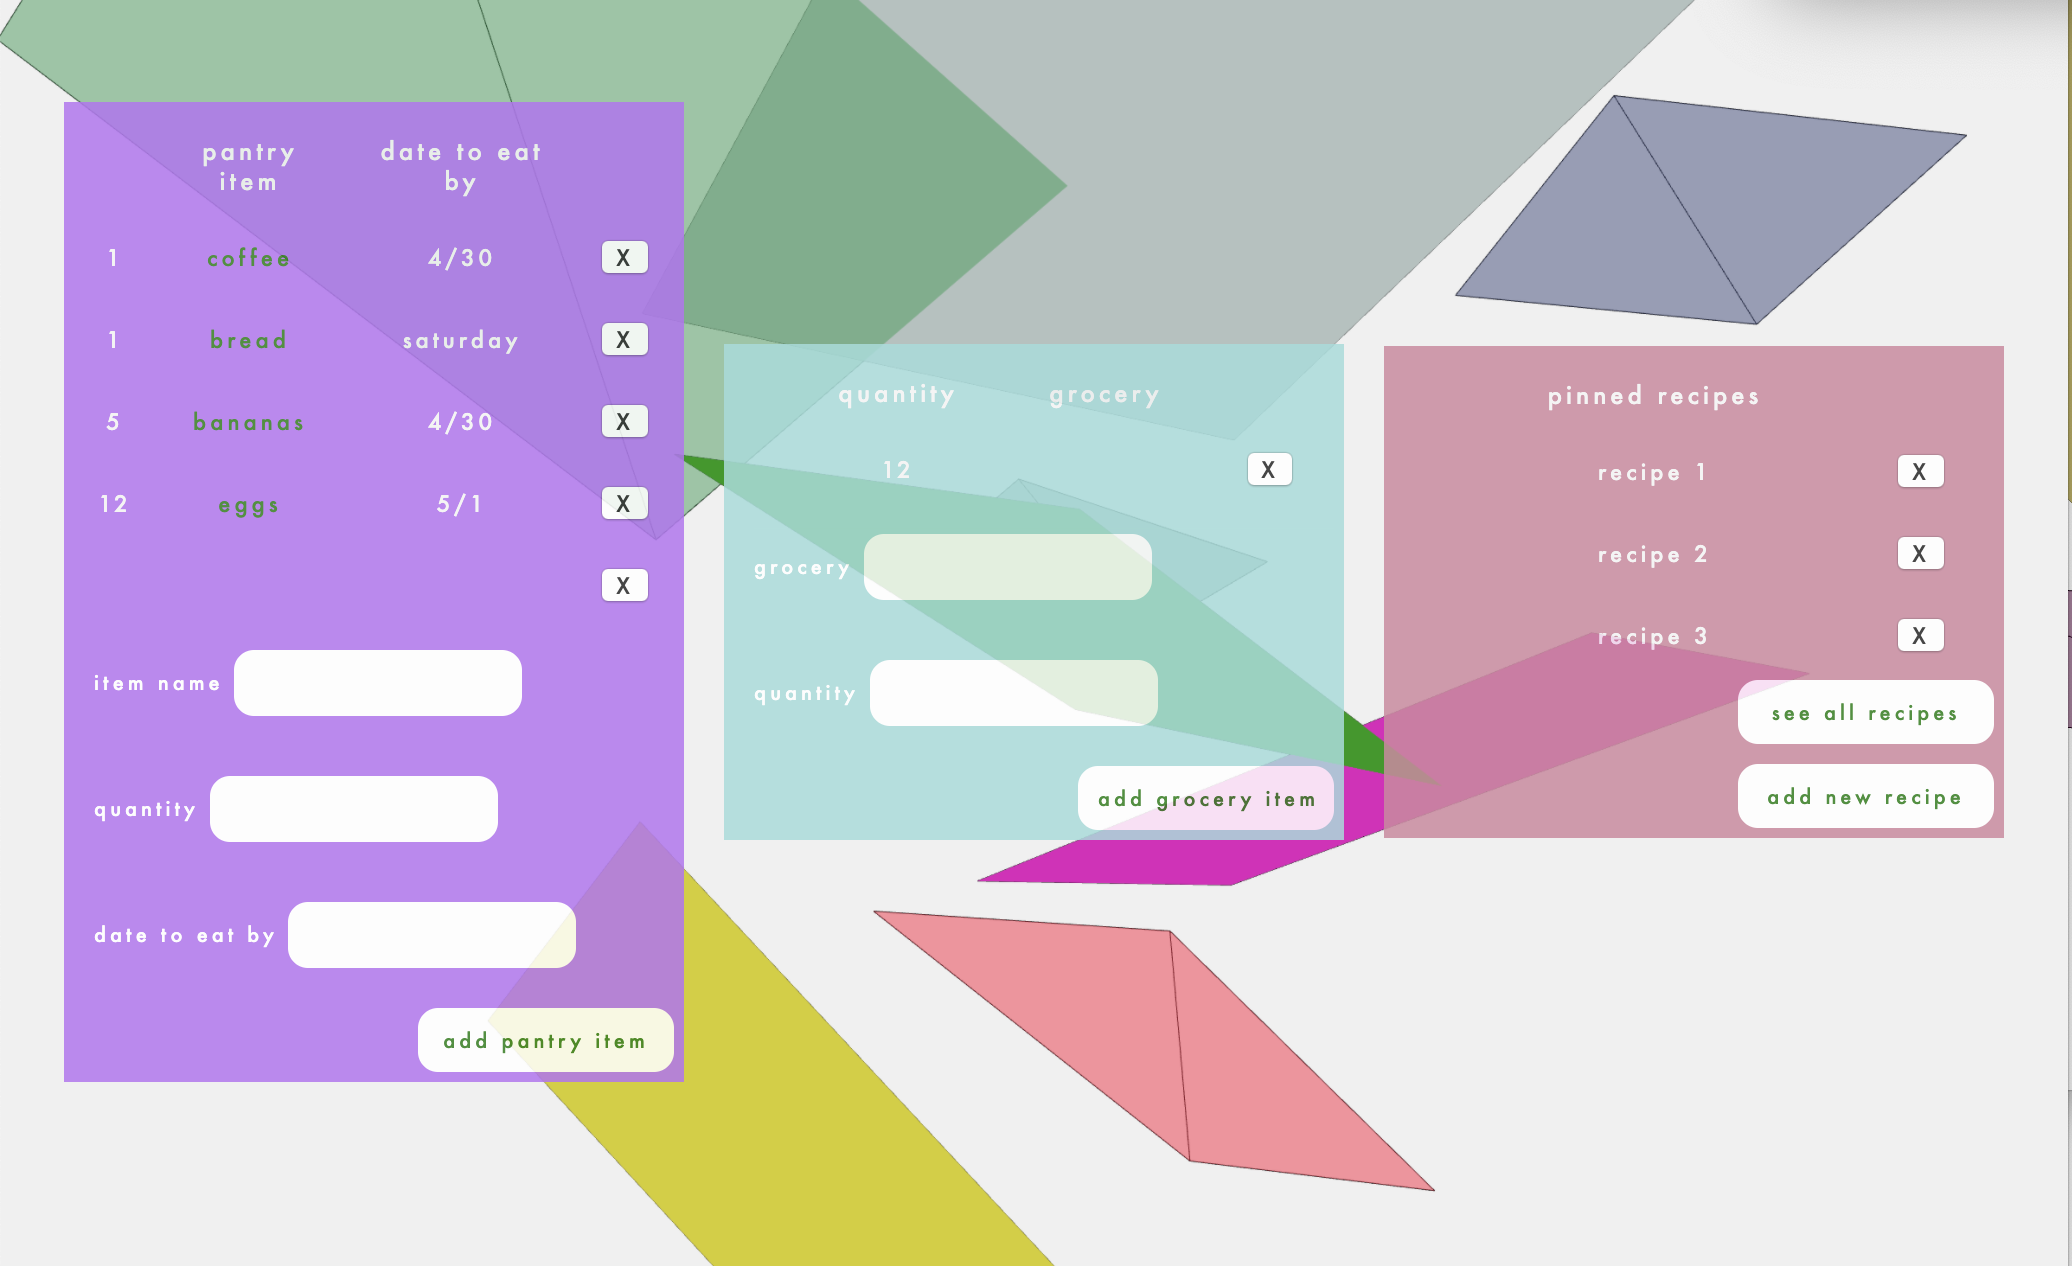 pantry item
date to eat by
1 coffee 4/30 X
1 bread saturday X
5 bananas 4/30 X
12 eggs 5/1 X
X
item name
quantity
date to eat by
add pantry item
quantity grocery
12 X
grocery
quantity
add grocery item
pinned recipes
recipe 1 X
recipe 2 X
recipe 3 X
see all recipes
add new recipe